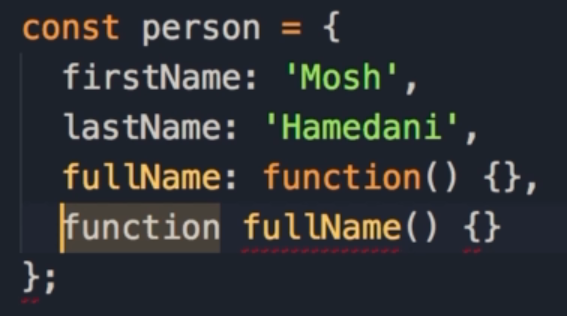 const person = {
firstName: 'Mosh',
lastName: 'Hamedani',
fullName: function() {},
function fullName() {}
};